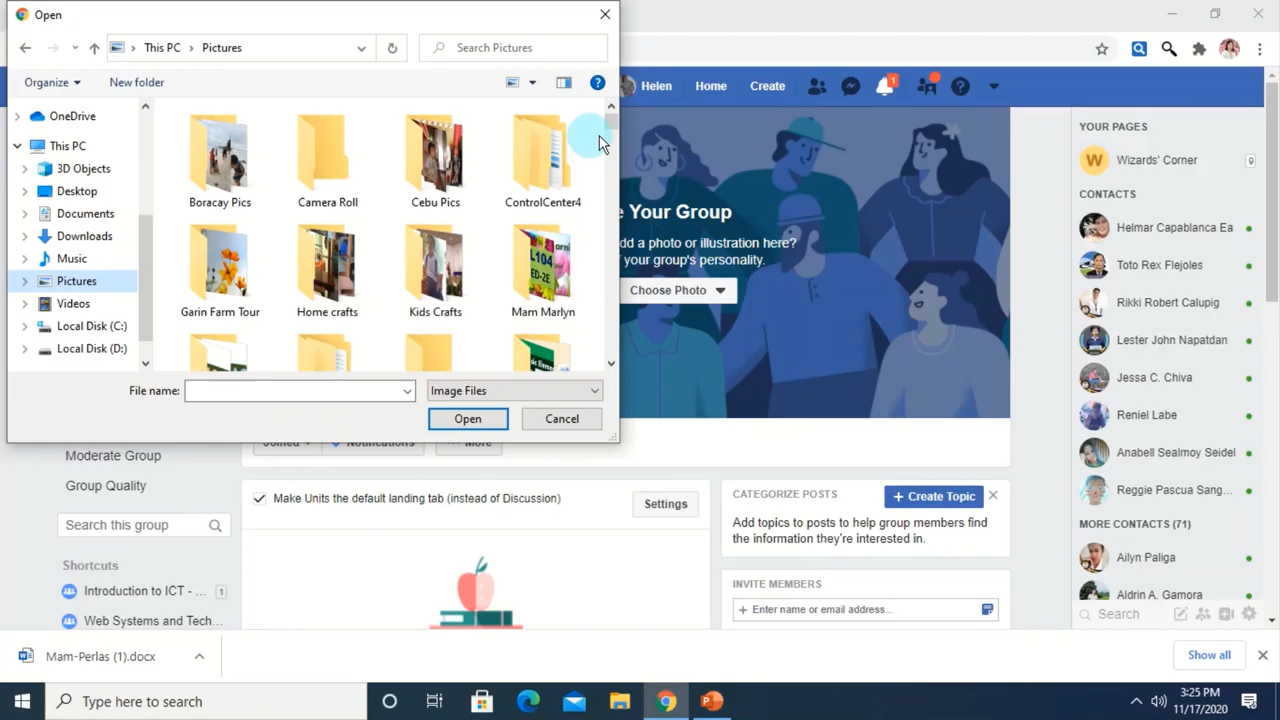 Open
This PC > Pictures
Search Pictures
Organize
New folder
OneDrive
This PC
3D Objects
Desktop
Documents
Downloads
Music
Pictures
Videos
Local Disk (C:)
Local Disk (D:)
Boracay Pics
Camera Roll
Cebu Pics
ControlCenter4
Garin Farm Tour
Home crafts
Kids Crafts
Mam Marlyn
File name:
Image Files
Open
Cancel
Helen
Home
Create
1
?
e Your Group
dd a photo or illustration here?
f your group's personality.
Choose Photo
YOUR PAGES
W
Wizards' Corner
9
CONTACTS
Helmar Capablanca Ea
Toto Rex Flejoles
Rikki Robert Calupig
Lester John Napatdan
Jessa C. Chiva
Reniel Labe
Anabell Sealmoy Seidel
Reggie Pascua Sang...
MORE CONTACTS (71)
Ailyn Paliga
Aldrin A. Gamora
Search
Joined
Notifications
More
Moderate Group
Group Quality
Search this group
Shortcuts
Introduction to ICT - ...
1
Web Systems and Tech...
Make Units the default landing tab (instead of Discussion)
Settings
CATEGORIZE POSTS
+ Create Topic
Add topics to posts to help group members find
the information they're interested in.
INVITE MEMBERS
+ Enter name or email address...
Mam-Perlas (1).docx
Show all
Type here to search
3:25 PM
11/17/2020